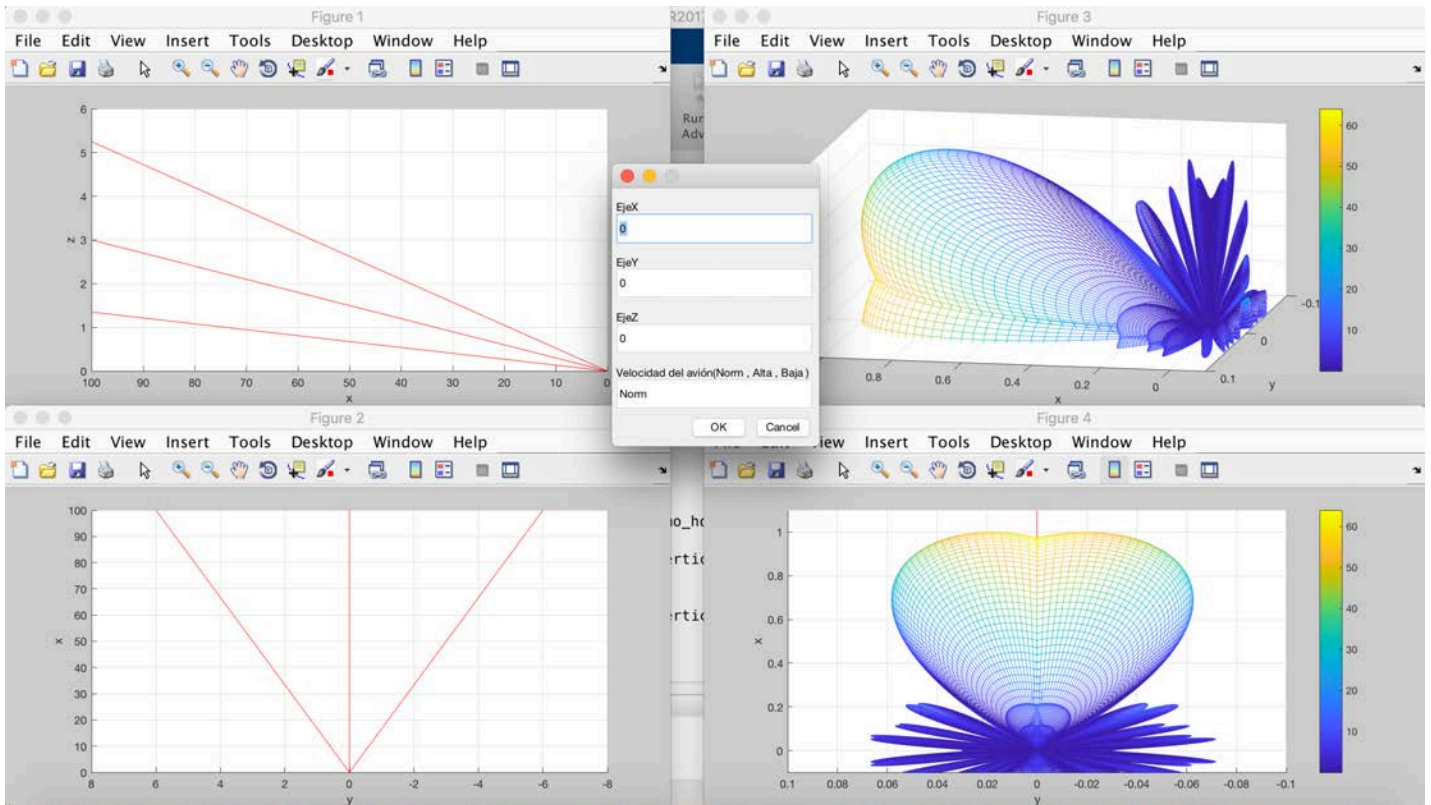 Figure 1
File Edit View Insert Tools Desktop Window Help
6
5
4
z 3
2
1
0
100 90 80 70 60 50 40 30 20 10 0
x
R201
Run
Adv
Figure 3
File Edit View Insert Tools Desktop Window Help
60
50
40
30
20
10
0.8 0.6 0.4 0.2 0
x
-0.1
0
0.1
y
EjeX
0
EjeY
0
EjeZ
0
Velocidad del avión(Norm , Alta , Baja )
Norm
OK Cancel
Figure 2
File Edit View Insert Tools Desktop Window Help
100
90
80
70
60
x 50
40
30
20
10
0
8 6 4 2 0 -2 -4 -6 -8
y
Figure 4
iew Insert Tools Desktop Window Help
1
0.8
0.6
x
0.4
0.2
0
0.1 0.08 0.06 0.04 0.02 0 -0.02 -0.04 -0.06 -0.08 -0.1
y
60
50
40
30
20
10